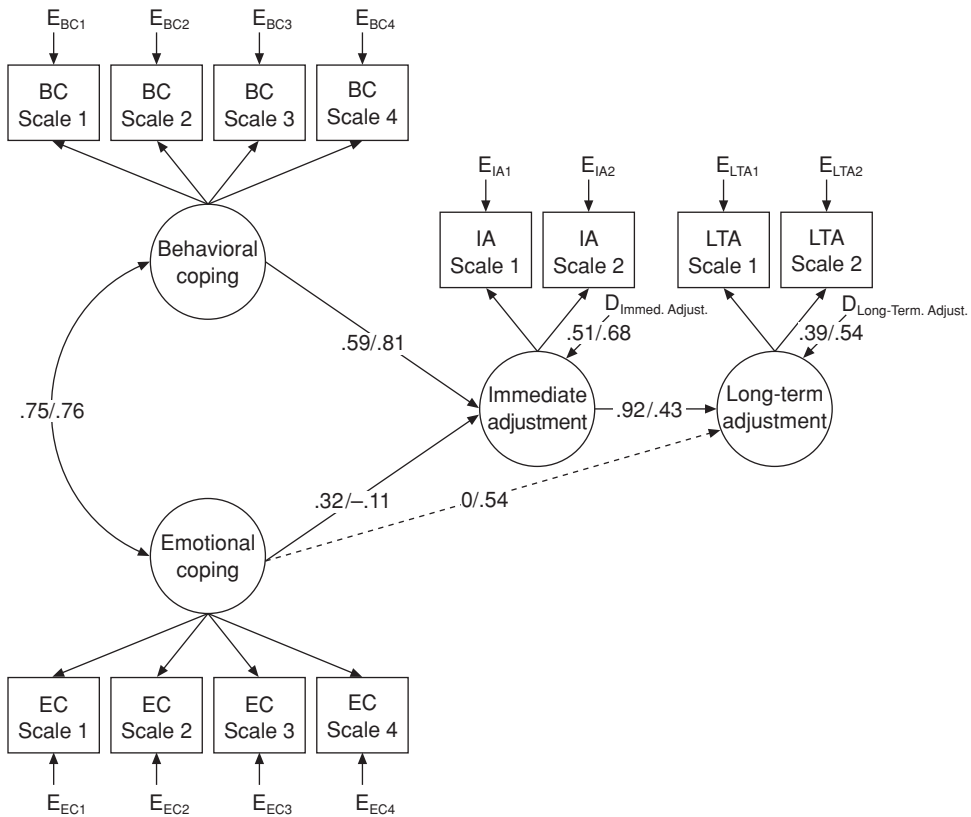 E_BC1 E_BC2 E_BC3 E_BC4
BC BC BC BC
Scale 1 Scale 2 Scale 3 Scale 4
E_IA1 E_IA2 E_LTA1 E_LTA2
IA IA LTA LTA
Scale 1 Scale 2 Scale 1 Scale 2
Behavioral
coping
D_Immed. Adjust. D_Long-Term. Adjust.
.51/.68 .39/.54
.59/.81
Immediate
adjustment
.92/.43
Long-term
adjustment
.75/.76
.32/–.11
0/.54
Emotional
coping
EC EC EC EC
Scale 1 Scale 2 Scale 3 Scale 4
E_EC1 E_EC2 E_EC3 E_EC4